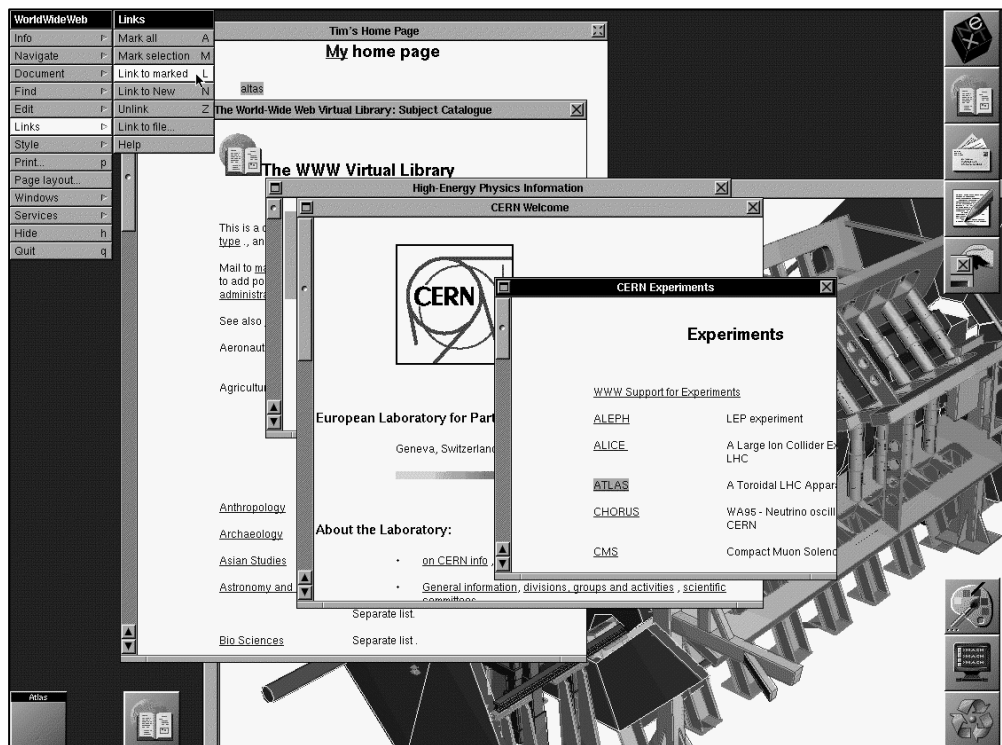 WorldWideWeb
Info
Navigate
Document
Find
Edit
Links
Style
Print... p
Page layout...
Windows
Services
Hide h
Quit q
Links
Mark all A
Mark selection M
Link to marked L
Link to New N
Unlink Z
Link to file...
Help
Tim's Home Page
My home page
altas
The World-Wide Web Virtual Library: Subject Catalogue
The WWW Virtual Library
This is a
type ., an
Mail to
to add po
administra
See also
Aeronaut
Agricultur
Anthropology
Archaeology
Asian Studies
Astronomy and
Separate list.
Bio Sciences Separate list .
High-Energy Physics Information
CERN Welcome
CERN
European Laboratory for Part
Geneva, Switzerland
About the Laboratory:
· on CERN info ,
· General information, divisions, groups and activities , scientific
committees
CERN Experiments
Experiments
WWW Support for Experiments
ALEPH LEP experiment
ALICE A Large Ion Collider Ex
LHC
ATLAS A Toroidal LHC Appar
CHORUS WA95 - Neutrino oscill
CERN
CMS Compact Muon Soleno
Atlas